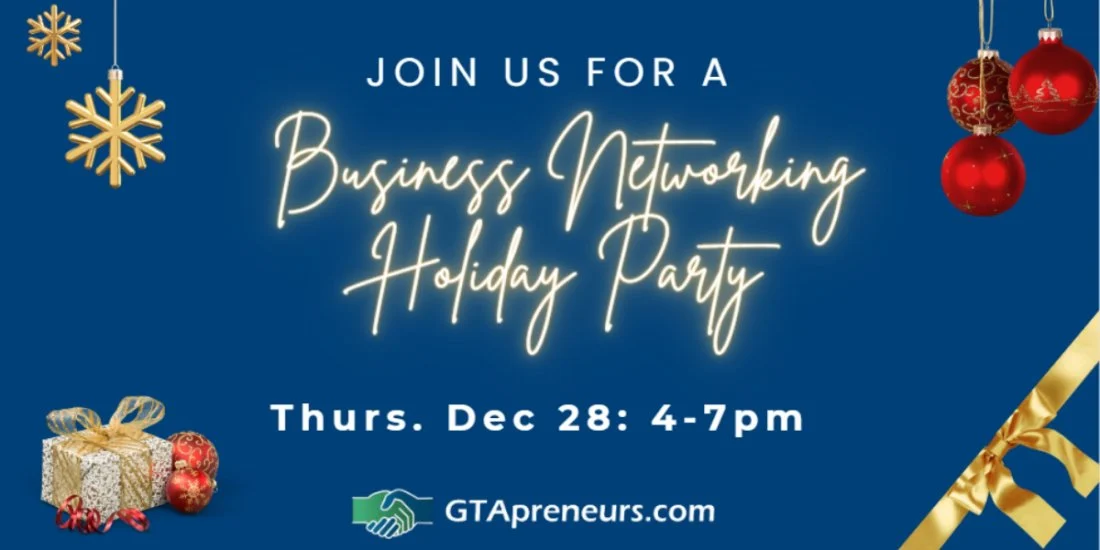 JOIN US FOR A
Business Networking
Holiday Party
Thurs. Dec 28: 4-7pm
GTApreneurs.com